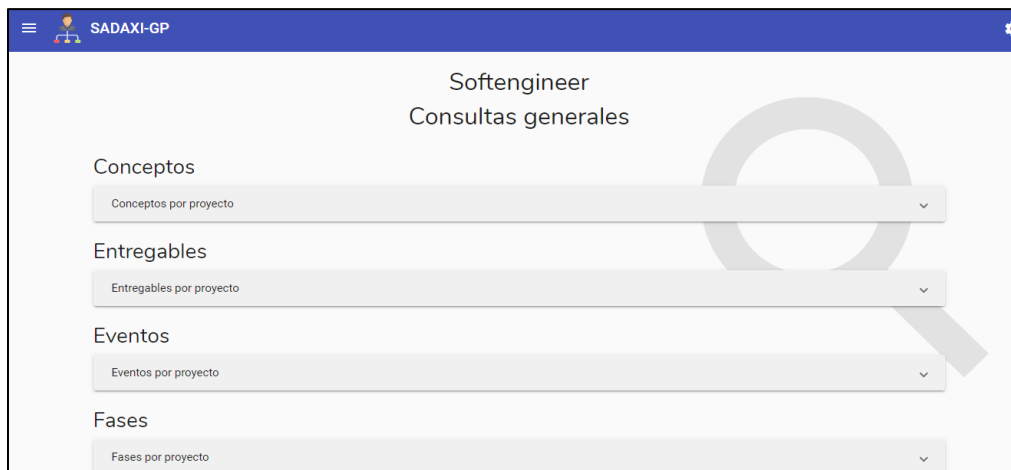 SADAXI-GP
Softengineer
Consultas generales
Conceptos
Conceptos por proyecto
Entregables
Entregables por proyecto
Eventos
Eventos por proyecto
Fases
Fases por proyecto